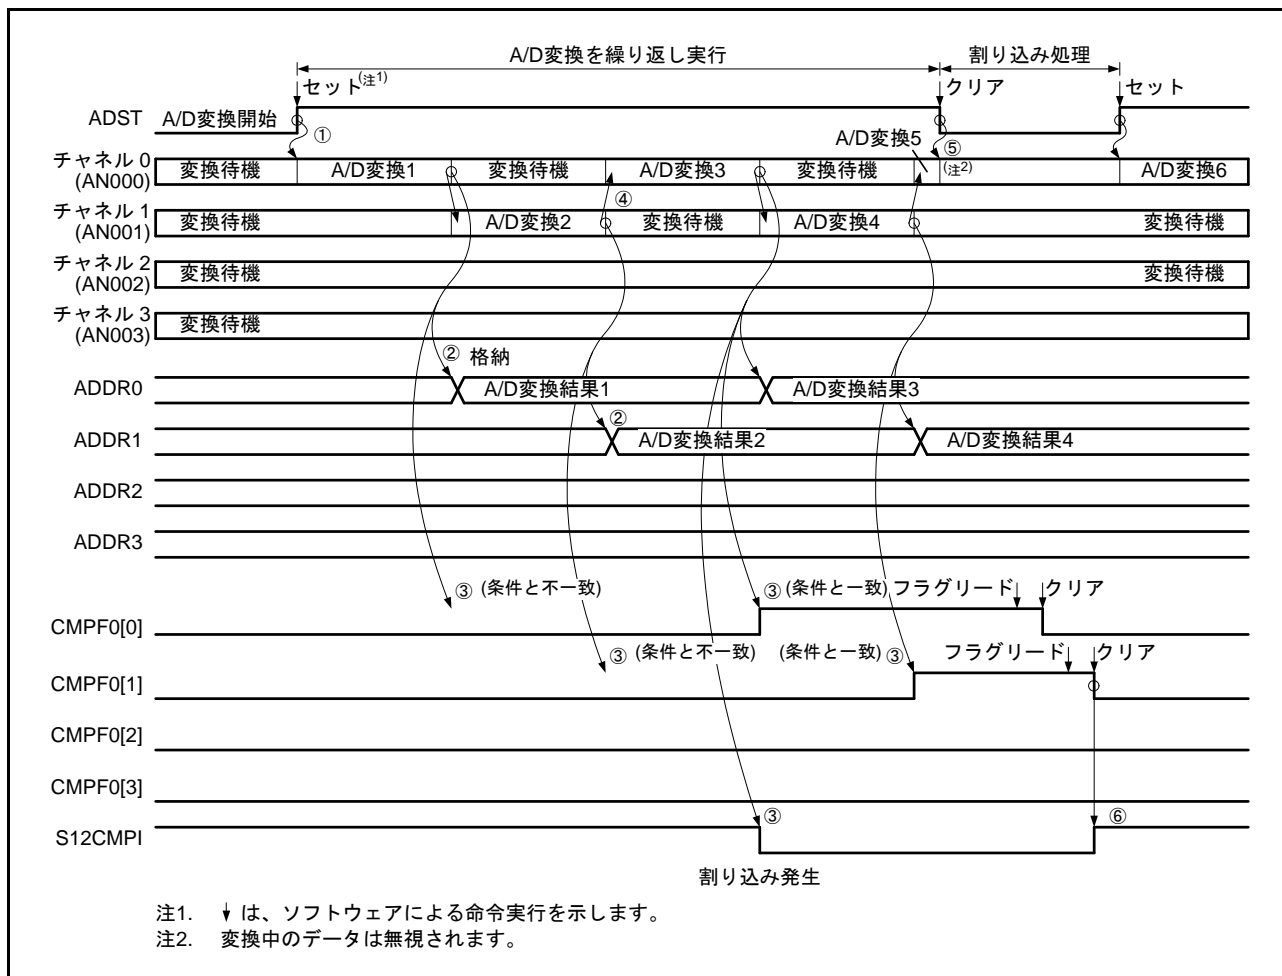 A/D変換を繰り返し実行 割り込み処理
セット(注1) クリア セット
ADST A/D変換開始 ① A/D変換5 ⑤
チャネル0 (AN000) 変換待機 A/D変換1 変換待機 A/D変換3 変換待機 (注2) A/D変換6
④
チャネル1 (AN001) 変換待機 A/D変換2 変換待機 A/D変換4 変換待機
チャネル2 (AN002) 変換待機 変換待機
チャネル3 (AN003) 変換待機
② 格納
ADDR0 A/D変換結果1 A/D変換結果3
②
ADDR1 A/D変換結果2 A/D変換結果4
ADDR2
ADDR3
③ (条件と不一致) ③ (条件と一致) フラグリード クリア
CMPF0[0]
③ (条件と不一致) (条件と一致) ③ フラグリード クリア
CMPF0[1]
CMPF0[2]
CMPF0[3]
③ ⑥
S12CMPI
割り込み発生
注1. ↓は、ソフトウェアによる命令実行を示します。
注2. 変換中のデータは無視されます。